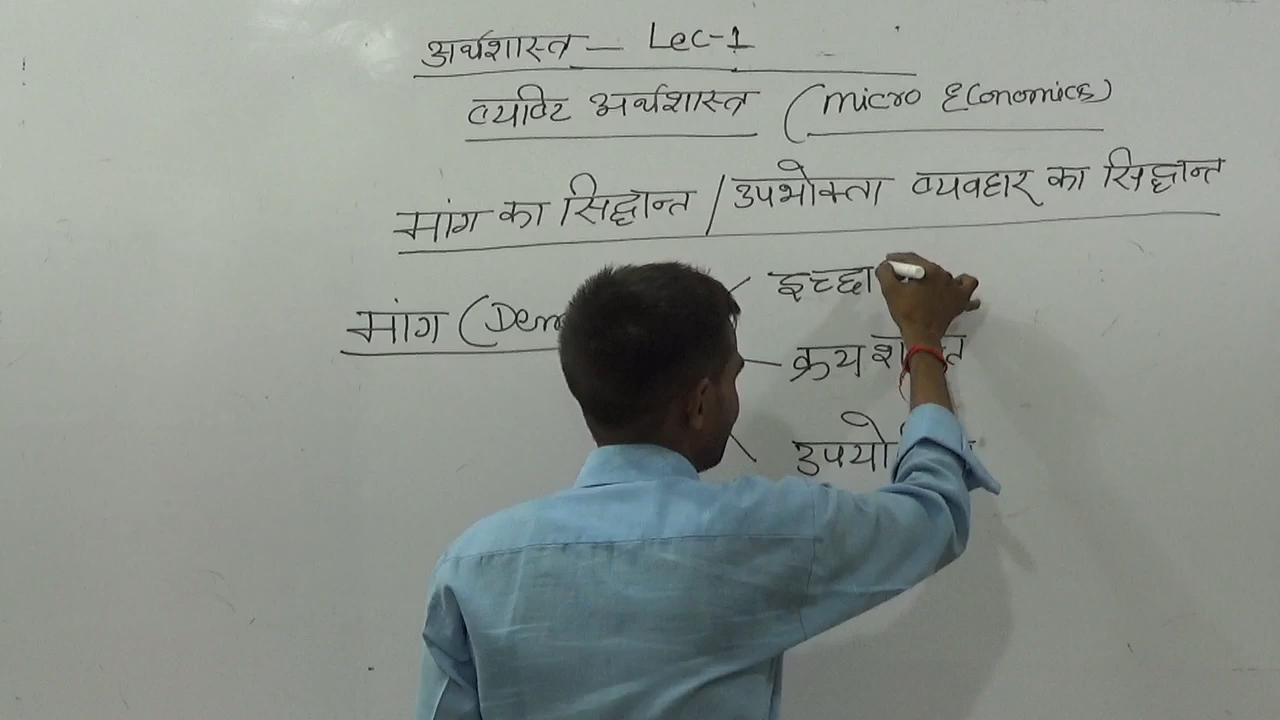 अर्थशास्त्र — Lec-1
व्यष्टि अर्थशास्त्र (Micro Economics)
मांग का सिद्धान्त / उपभोक्ता व्यवहार का सिद्धान्त
मांग (Dem
इच्छा
क्रय
उपयो